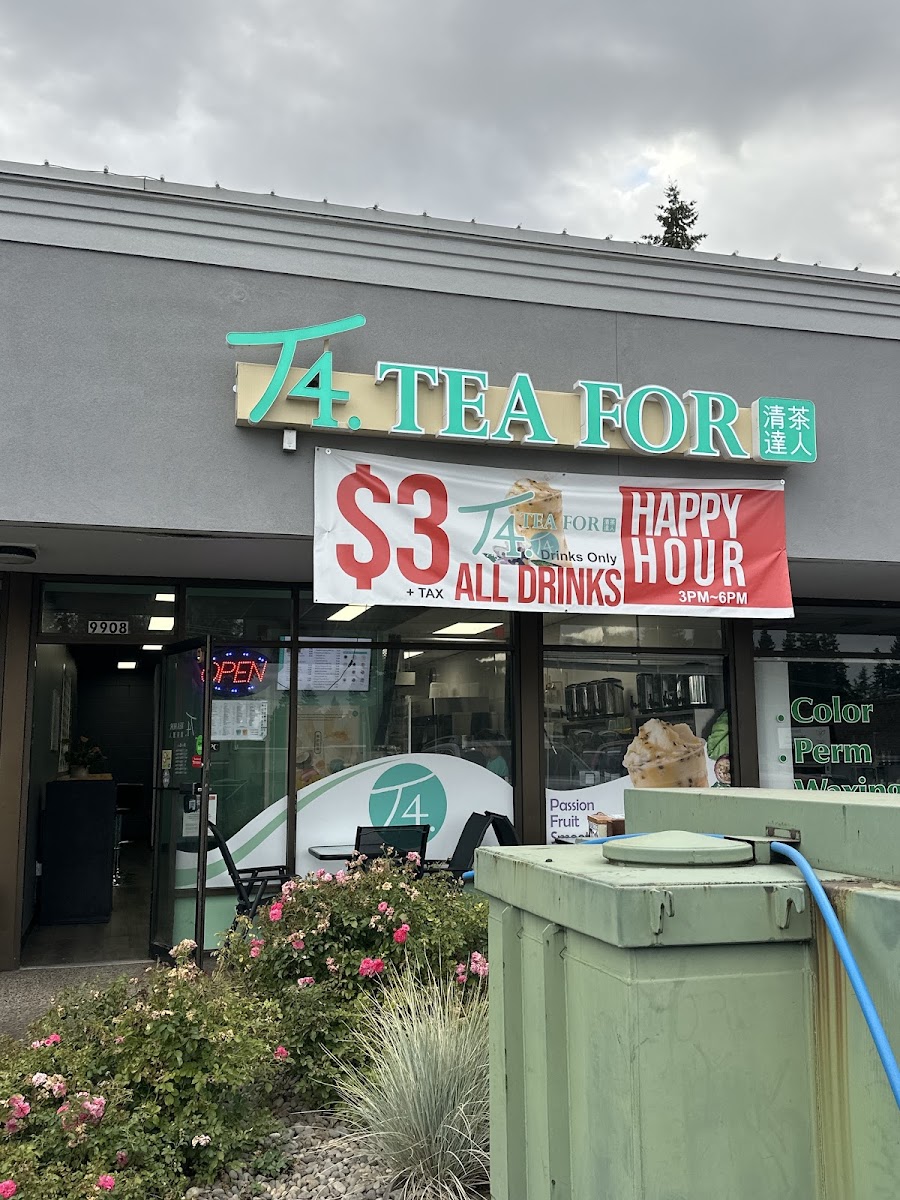 T4. TEA FOR
清茶
達人
$3
+ TAX
T4. TEA FOR
Drinks Only
ALL DRINKS
HAPPY
HOUR
3PM~6PM
9908
OPEN
T4
Passion
Fruit
· Color
· Perm
· Waxing